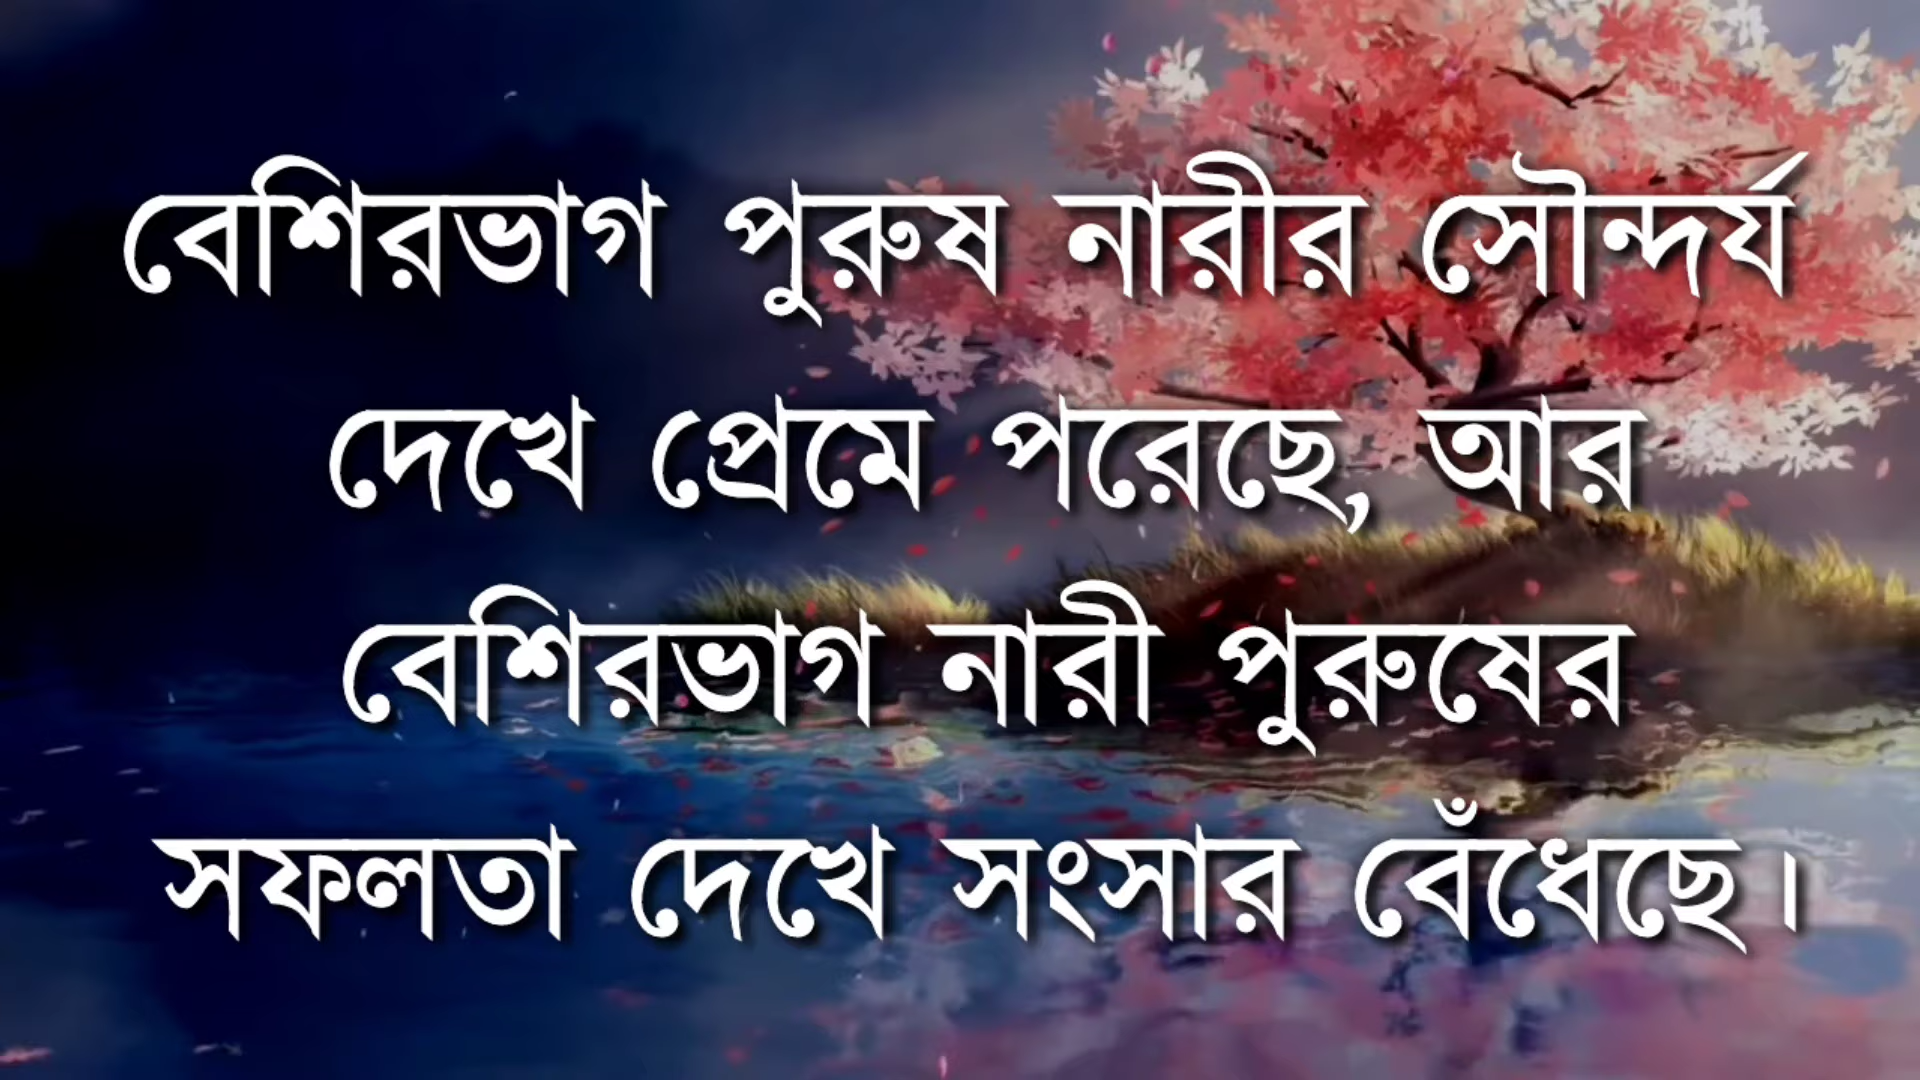 বেশিরভাগ পুরুষ নারীর সৌন্দর্য
দেখে প্রেমে পরেছে, আর
বেশিরভাগ নারী পুরুষের
সফলতা দেখে সংসার বেঁধেছে।